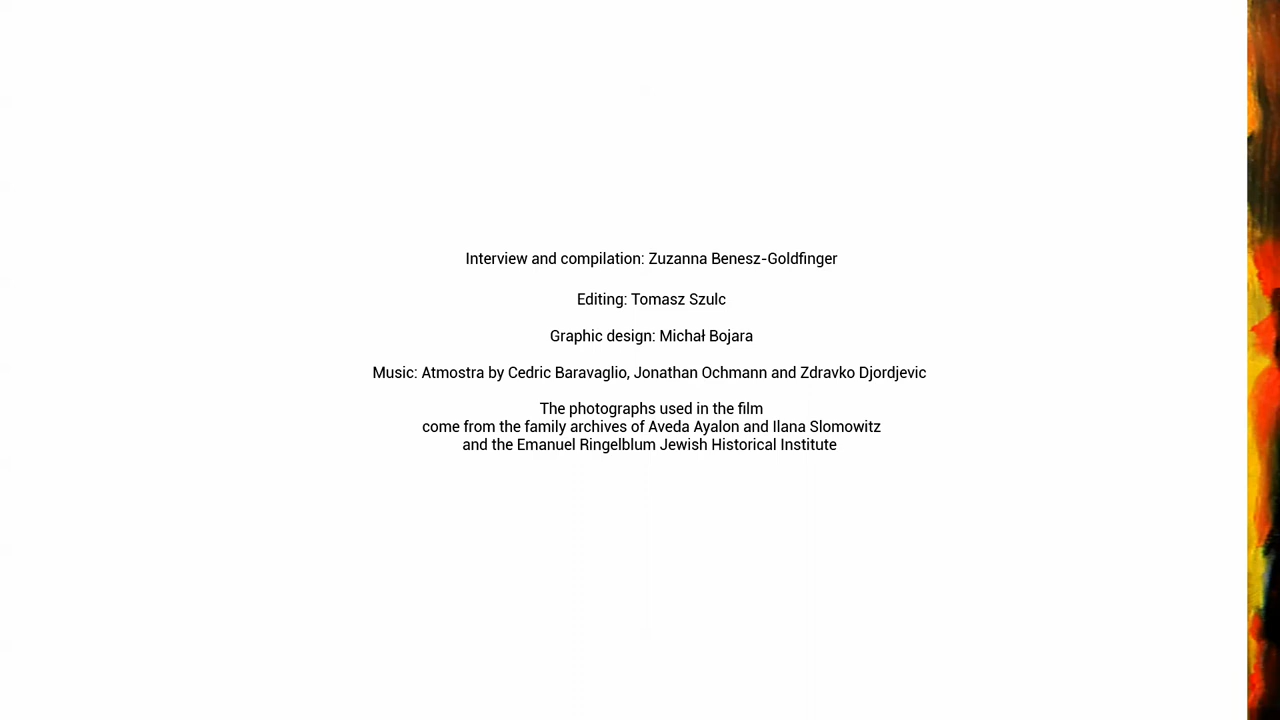 Interview and compilation: Zuzanna Benesz-Goldfinger
Editing: Tomasz Szulc
Graphic design: Michał Bojara
Music: Atmostra by Cedric Baravaglio, Jonathan Ochmann and Zdravko Djordjevic
The photographs used in the film
come from the family archives of Aveda Ayalon and Ilana Slomowitz
and the Emanuel Ringelblum Jewish Historical Institute